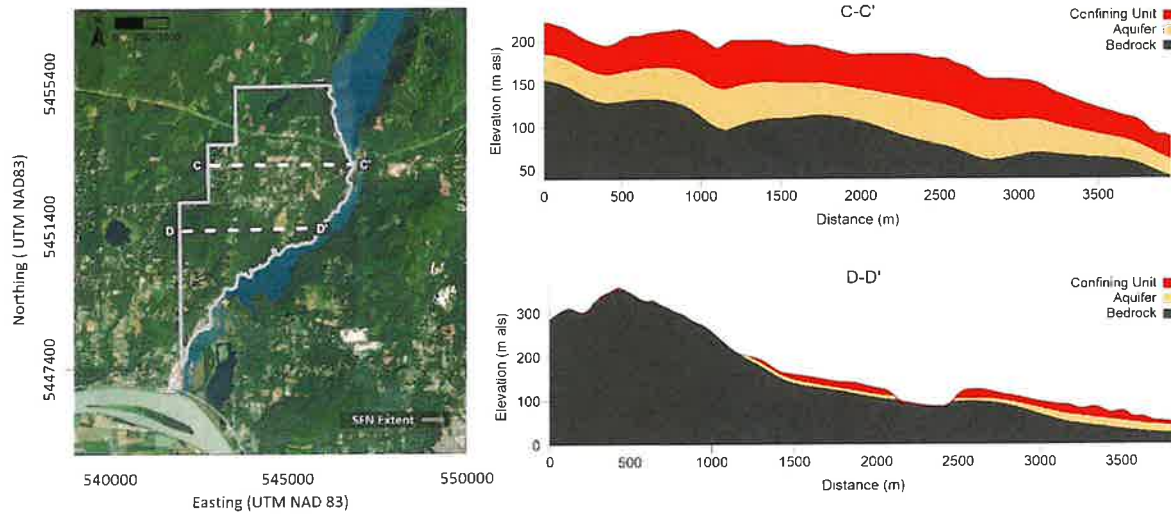 Northing ( UTM NAD83)
5455400
5451400
5447400
C
C'
D
D'
SFN Extent
540000
545000
550000
Easting (UTM NAD 83)
C-C'
Confining Unit
Aquifer
Bedrock
Elevation (m asl)
200
150
100
50
0
500
1000
1500
2000
2500
3000
3500
Distance (m)
D-D'
Confining Unit
Aquifer
Bedrock
Elevation (m als)
300
200
100
0
0
500
1000
1500
2000
2500
3000
3500
Distance (m)